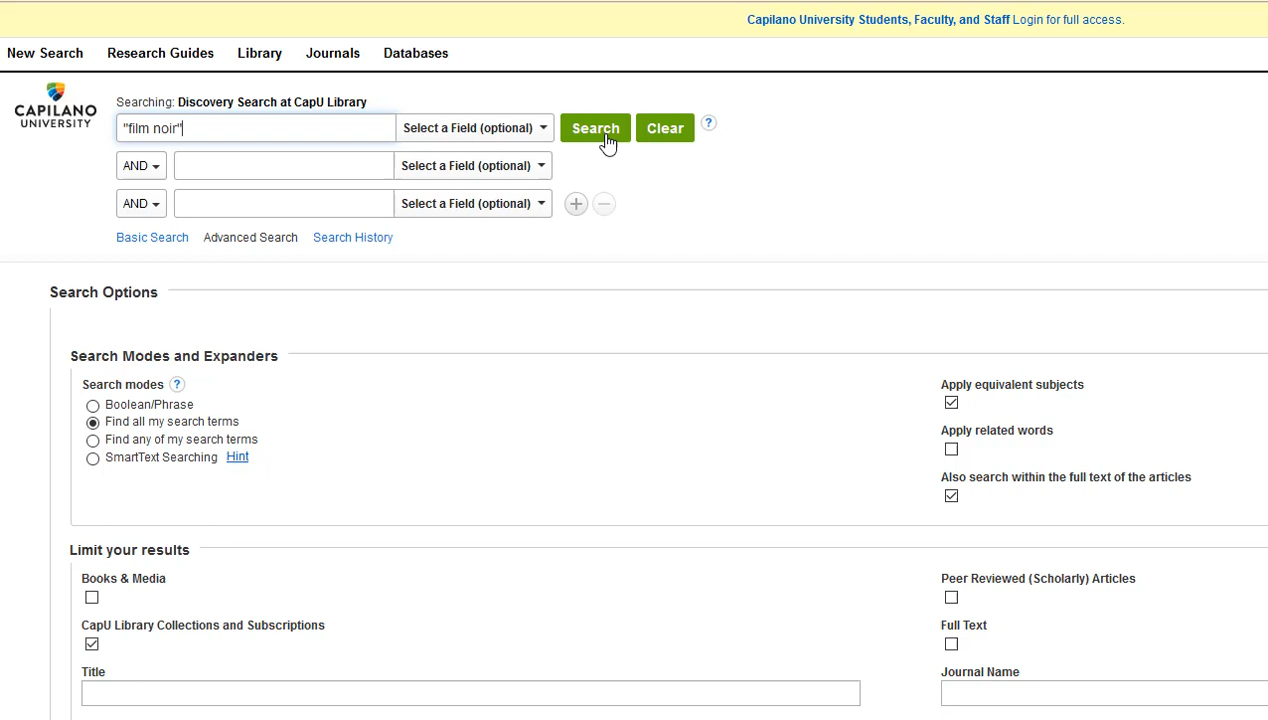 Capilano University Students, Faculty, and Staff Login for full access.
New Search Research Guides Library Journals Databases
CAPILANO
UNIVERSITY
Searching: Discovery Search at CapU Library
"film noir" Select a Field (optional) Search Clear ?
AND Select a Field (optional)
AND Select a Field (optional)
Basic Search Advanced Search Search History
Search Options
Search Modes and Expanders
Search modes ?
Boolean/Phrase
Find all my search terms
Find any of my search terms
SmartText Searching Hint
Apply equivalent subjects
Apply related words
Also search within the full text of the articles
Limit your results
Books & Media
Peer Reviewed (Scholarly) Articles
CapU Library Collections and Subscriptions
Full Text
Title
Journal Name